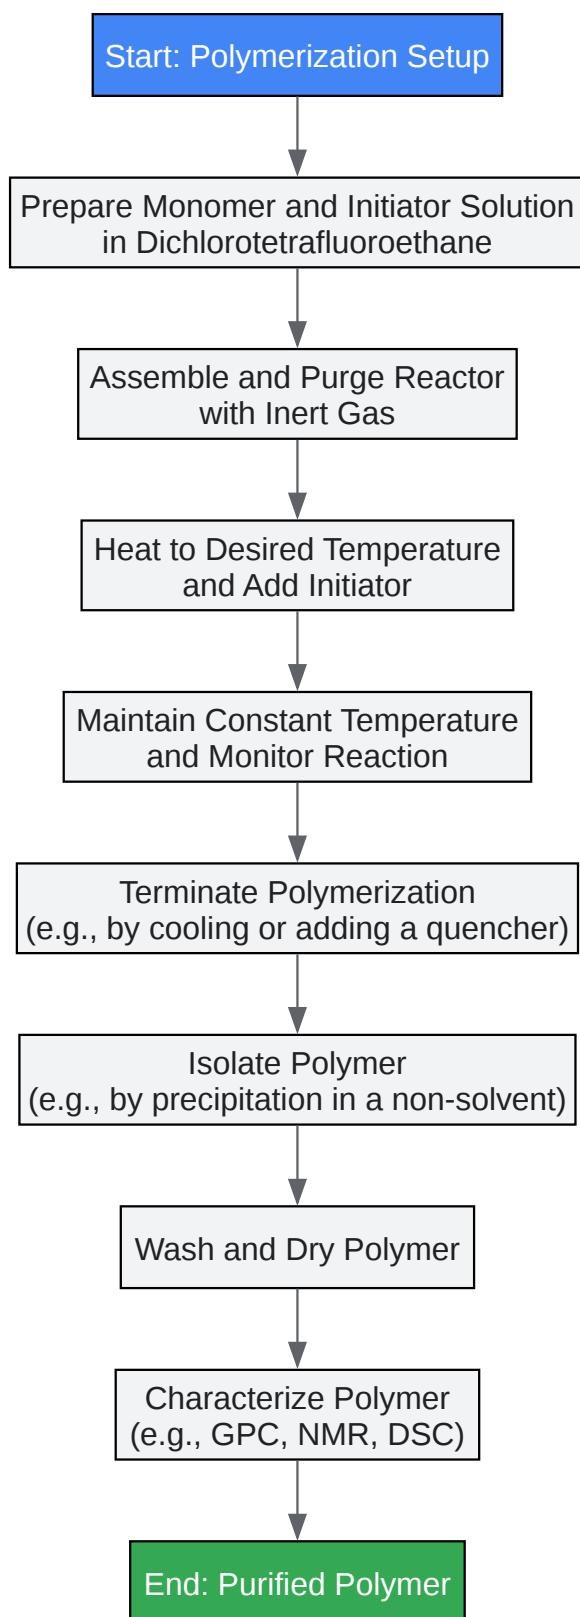 Start: Polymerization Setup
Prepare Monomer and Initiator Solution
in Dichlorotetrafluoroethane
Assemble and Purge Reactor
with Inert Gas
Heat to Desired Temperature
and Add Initiator
Maintain Constant Temperature
and Monitor Reaction
Terminate Polymerization
(e.g., by cooling or adding a quencher)
Isolate Polymer
(e.g., by precipitation in a non-solvent)
Wash and Dry Polymer
Characterize Polymer
(e.g., GPC, NMR, DSC)
End: Purified Polymer